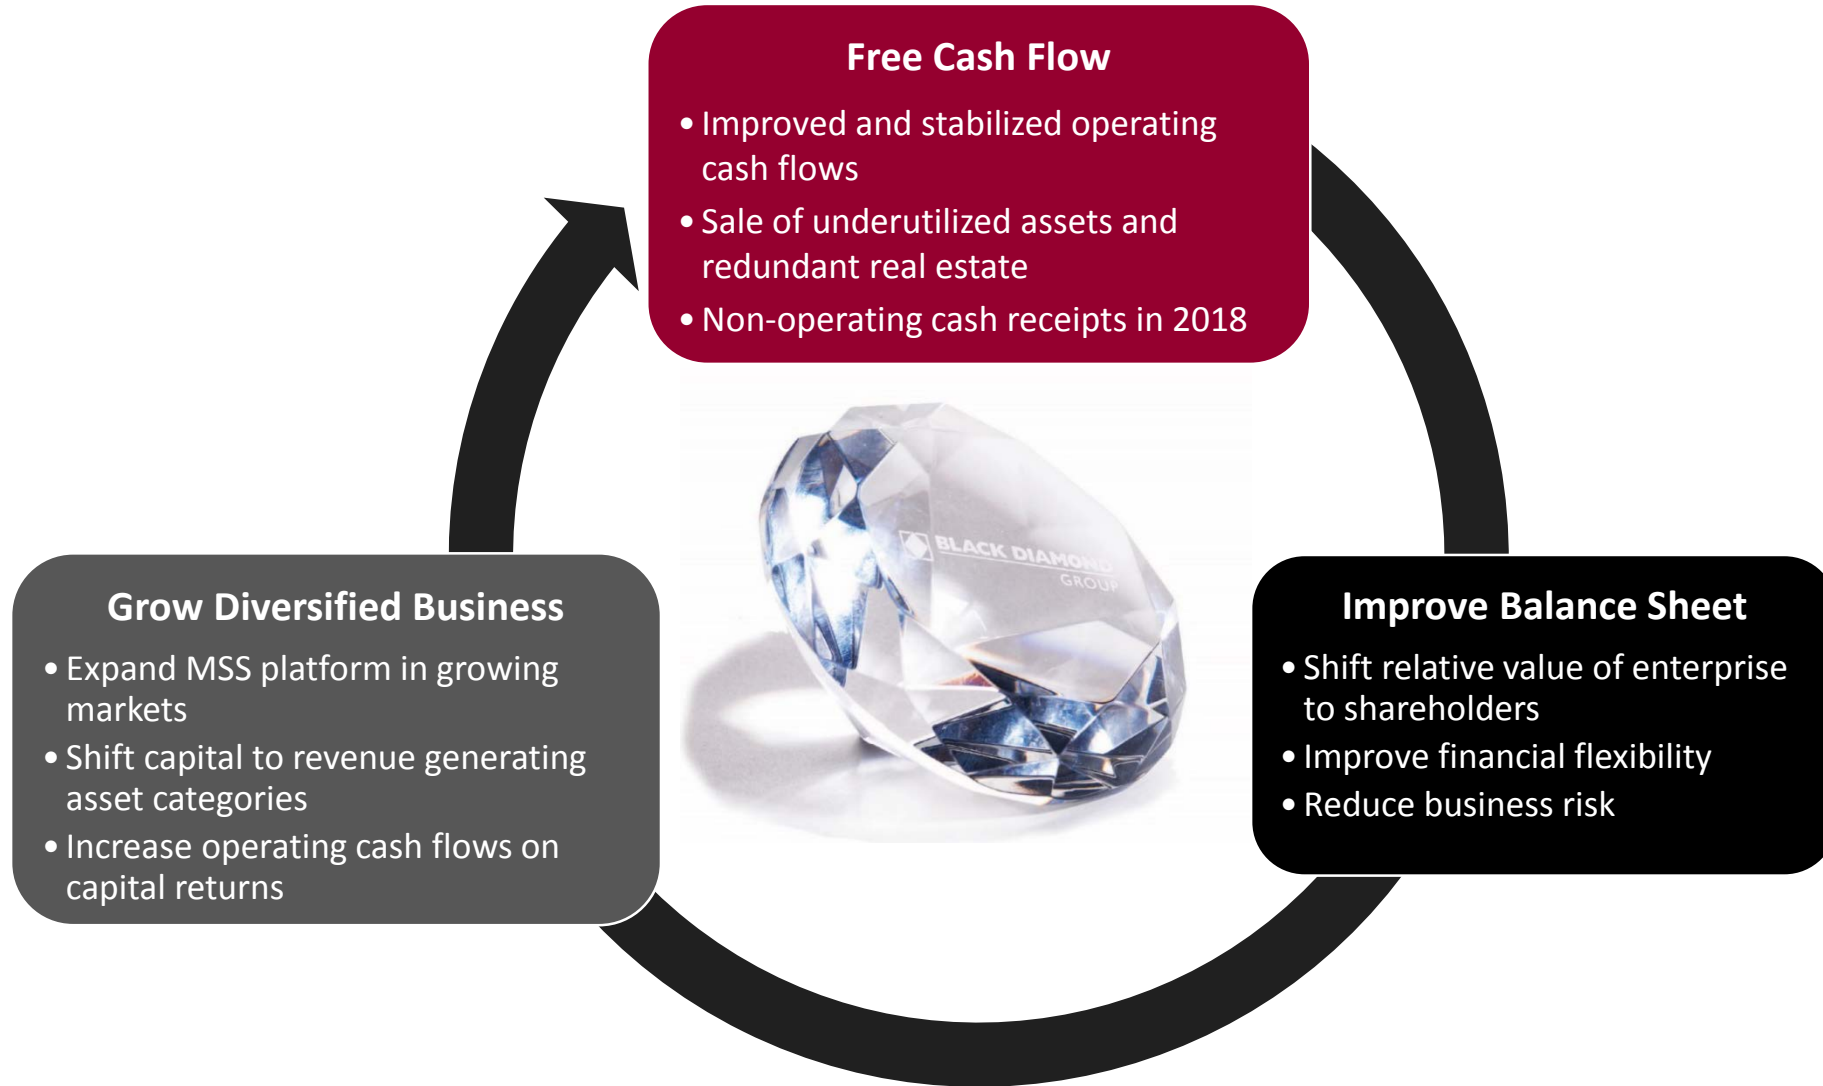 Free Cash Flow
• Improved and stabilized operating
cash flows
• Sale of underutilized assets and
redundant real estate
• Non-operating cash receipts in 2018
BLACK DIAMOND
GROUP
Grow Diversified Business
• Expand MSS platform in growing
markets
• Shift capital to revenue generating
asset categories
• Increase operating cash flows on
capital returns
Improve Balance Sheet
• Shift relative value of enterprise
to shareholders
• Improve financial flexibility
• Reduce business risk